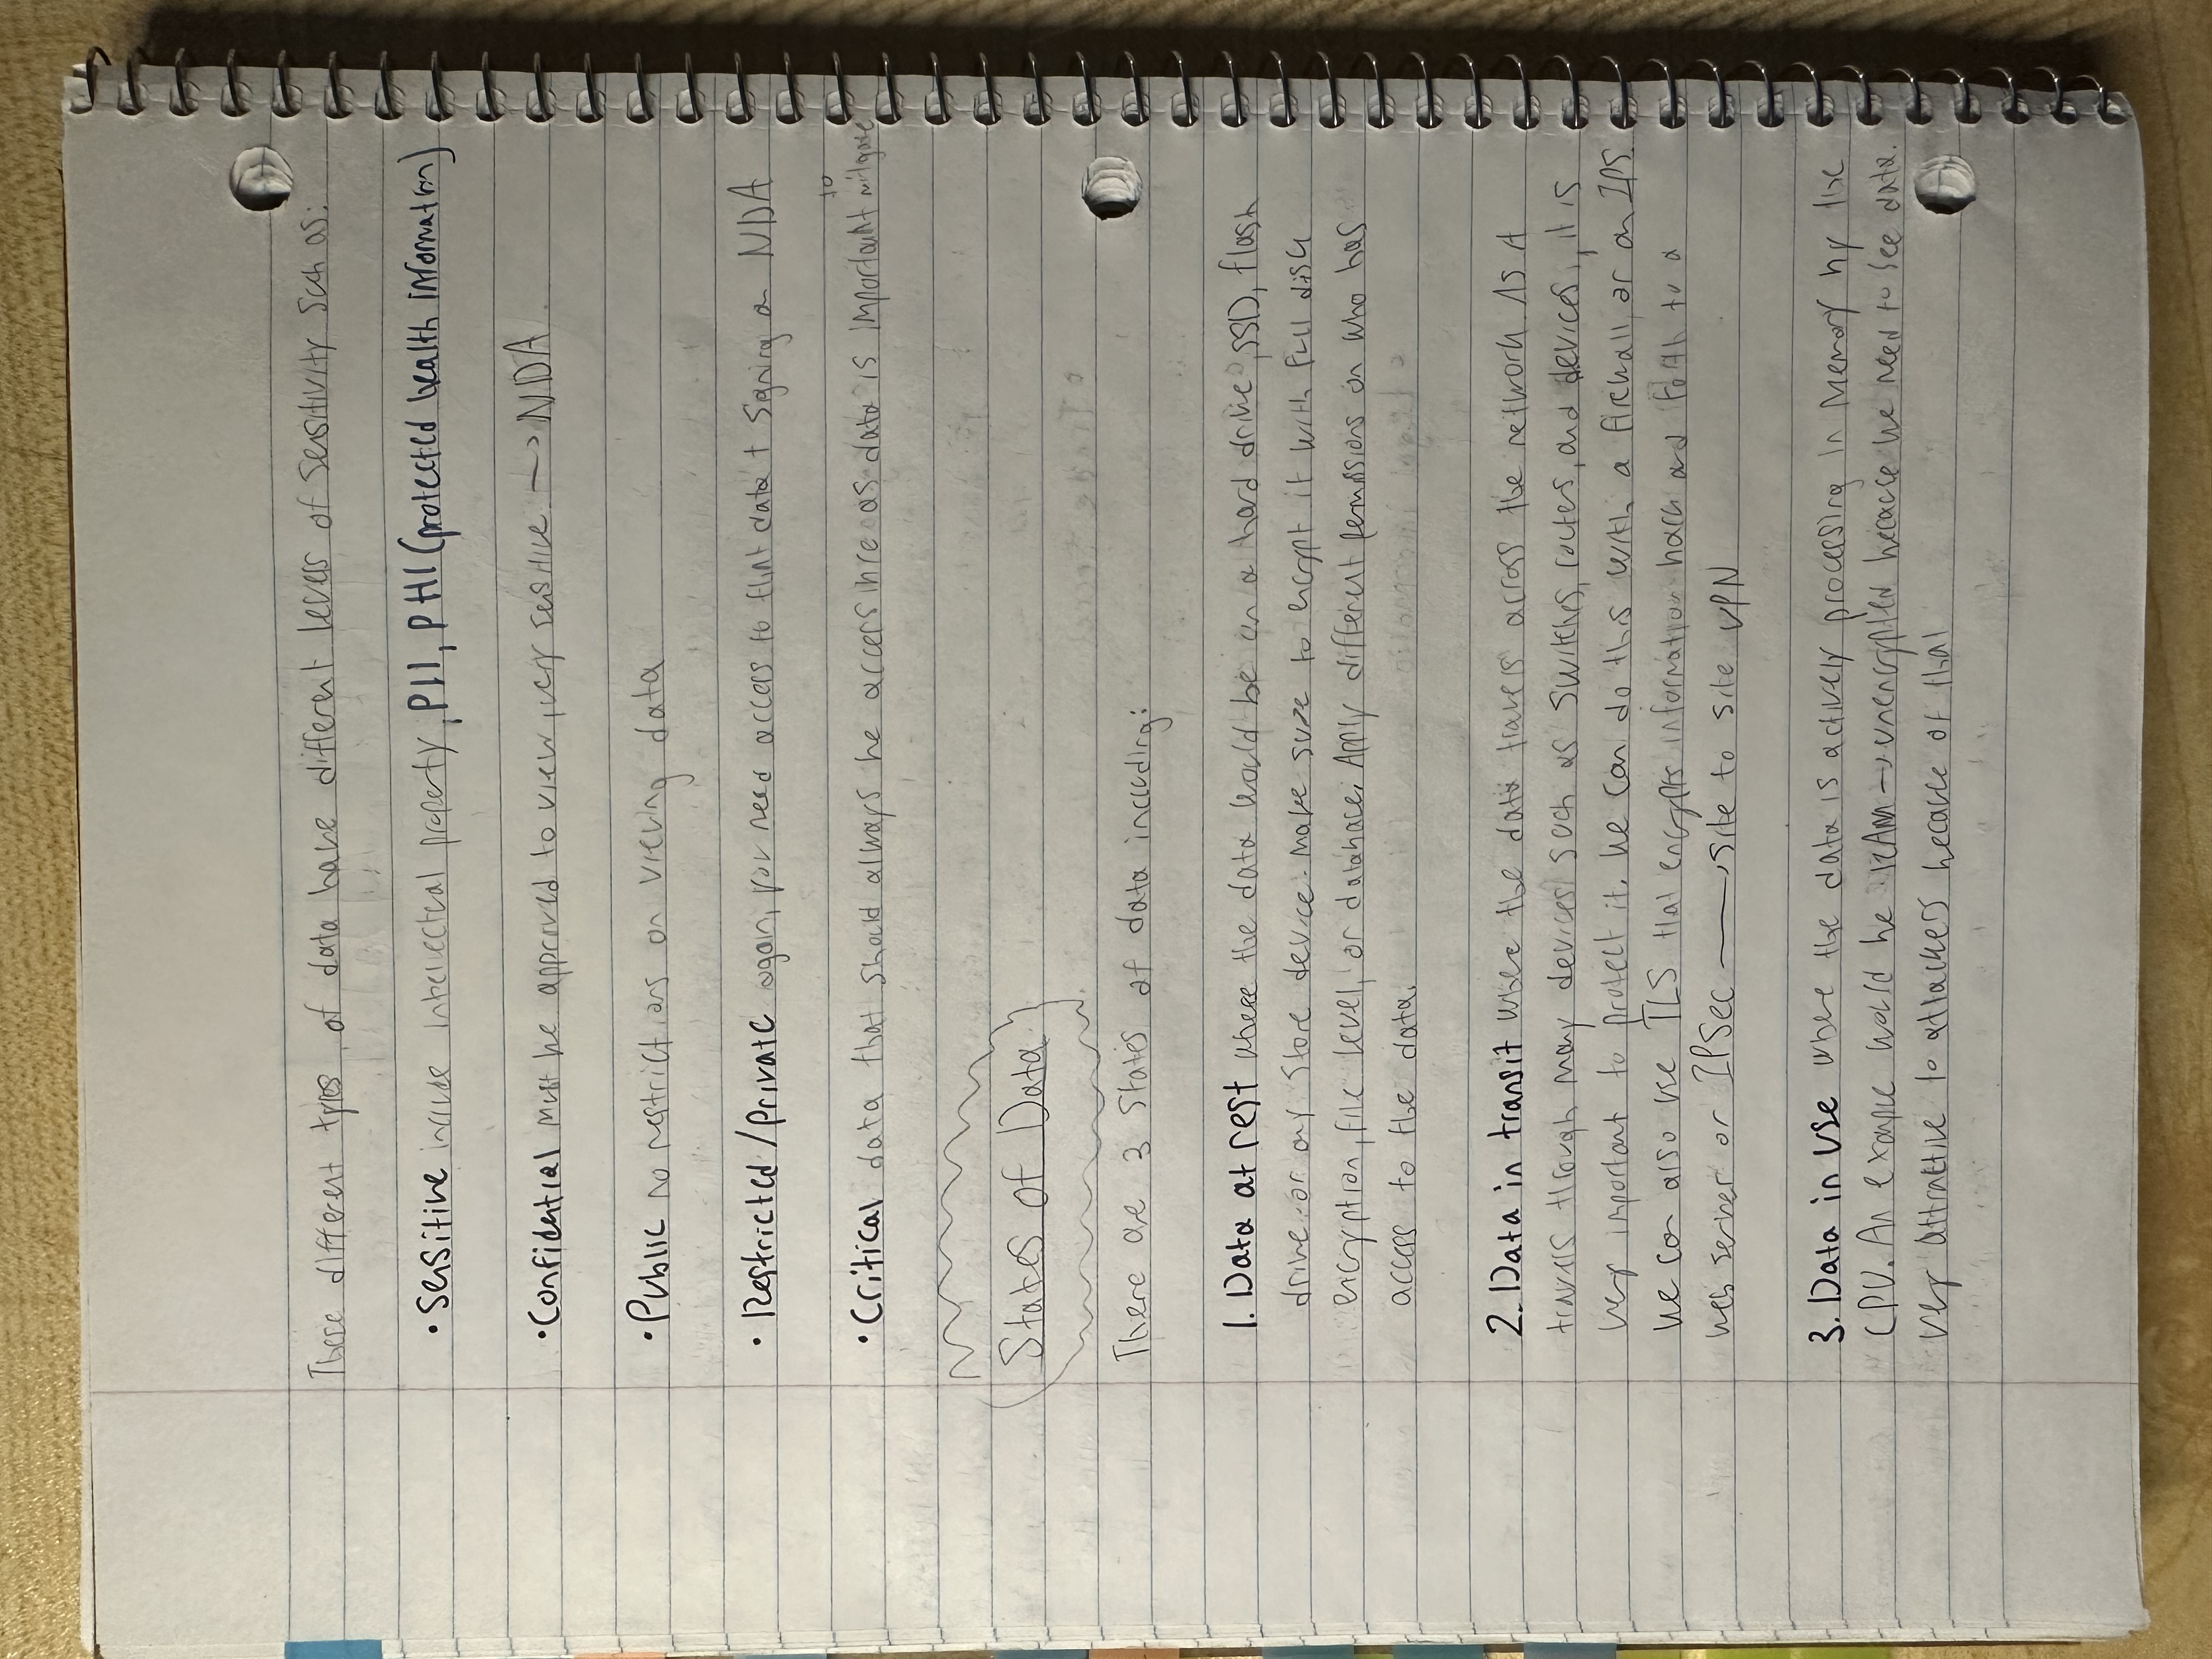 These different types of data have different levels of sensitivity such as:
• Sensitive include intellectual property, PII, PHI (protected health information)
• Confidential must be approved to view, very sensitive → NDA
• Public no restrictions on viewing data
• Restricted/Private again, you need access to that data + signing an NDA
to
• Critical data that should always be accessible as data is important mitigate
States of Data
There are 3 states of data including:
1. Data at rest where the data would be on a hard drive, SSD, flash
drive or any store device. Make sure to encrypt it with full disk
encryption, file level, or database. Apply different permissions on who has
access to the data.
2. Data in transit where the data travels across the network. As it
travels through many devices such as switches, routers, and devices, it is
very important to protect it. We can do this with a firewall or an IPS.
We can also use TLS that encrypts information back and forth to a
web server or IPSec → site to site VPN
3. Data in use where the data is actively processing in memory by the
CPU. An example would be RAM → unencrypted because we need to see data.
Very attractive to attackers because of that